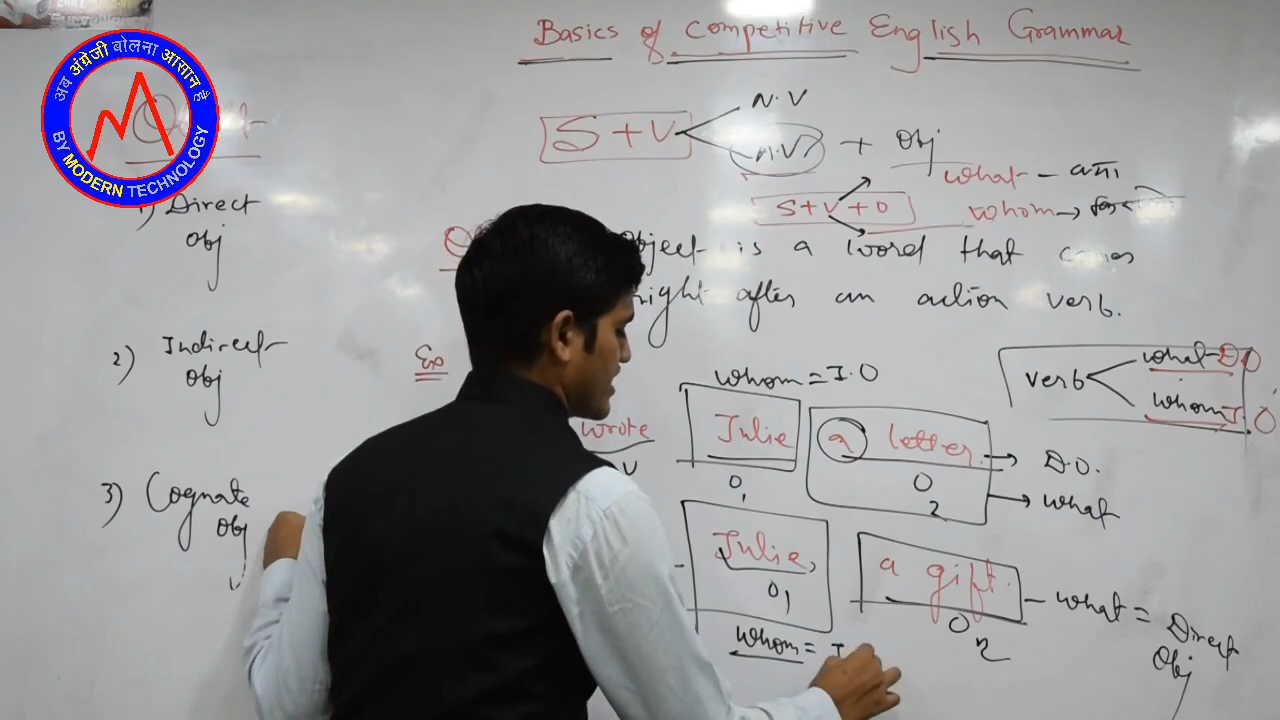 Basics of Competitive English Grammar
अब अंग्रेजी बोलना आसान है
BY MODERN TECHNOLOGY
S + V
N.V
+ Obj
what -
S + V + O
whom →
1) Direct
Obj
Object is a word that comes
right after an action verb.
2) Indirect
Obj
Ex
whom = I.O
verb
what - D O
whom I. O
wrote
Julie
a letter.
V
O1
O2
D.O.
what
3) Cognate
Obj
Julie,
O1
a gift.
O2
- what = Direct
Obj
whom = I